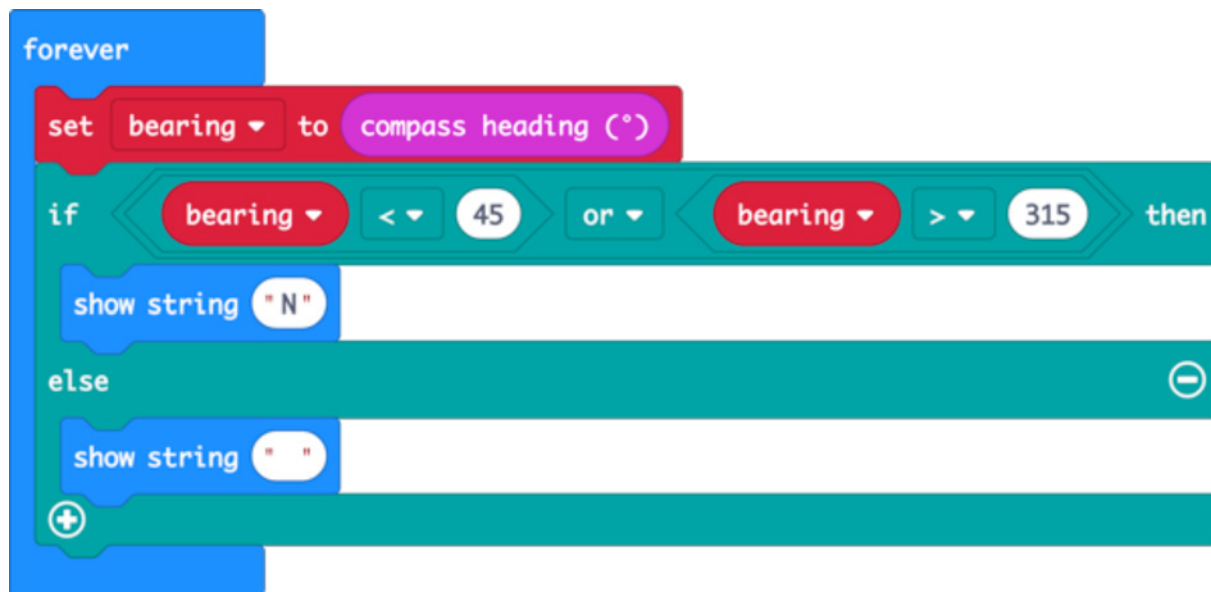 forever
set bearing to compass heading (°)
if bearing < 45 or bearing > 315 then
show string "N"
else
show string " "